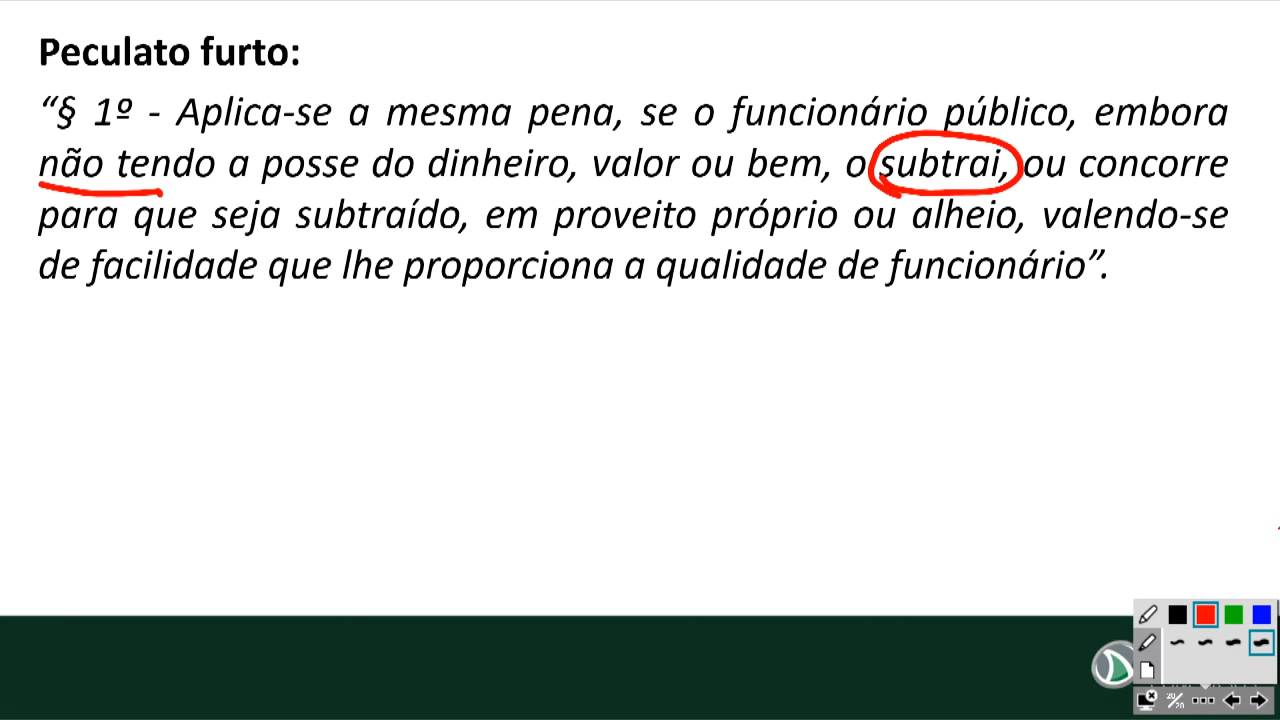 Peculato furto:
“§ 1º - Aplica-se a mesma pena, se o funcionário público, embora
não tendo a posse do dinheiro, valor ou bem, o subtrai, ou concorre
para que seja subtraído, em proveito próprio ou alheio, valendo-se
de facilidade que lhe proporciona a qualidade de funcionário”.
20/20